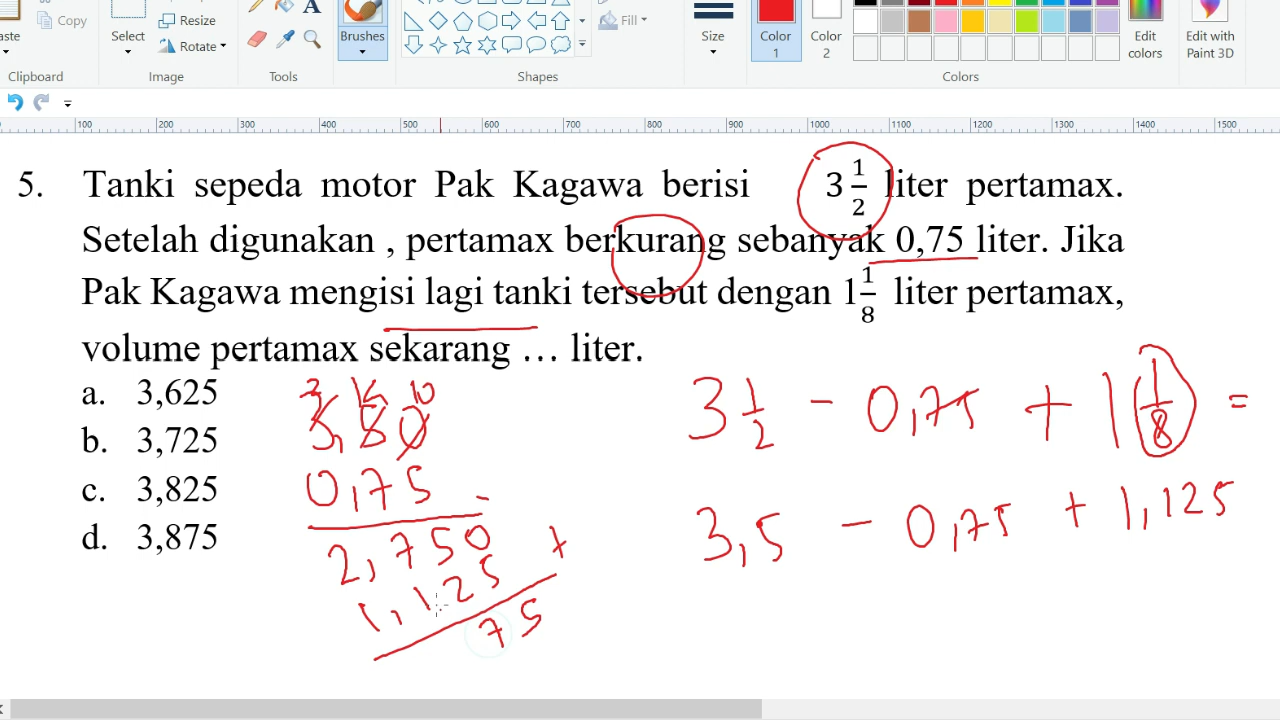 Copy
Resize
aste
Select
Rotate
Brushes
Fill
Size
Color 1
Color 2
Edit colors
Edit with Paint 3D
Clipboard
Image
Tools
Shapes
Colors
100 200 300 400 500 600 700 800 900 1000 1100 1200 1300 1400 1500
5. Tanki sepeda motor Pak Kagawa berisi 3 1/2 liter pertamax.
Setelah digunakan , pertamax berkurang sebanyak 0,75 liter. Jika
Pak Kagawa mengisi lagi tanki tersebut dengan 1 1/8 liter pertamax,
volume pertamax sekarang … liter.
a. 3,625
b. 3,725
c. 3,825
d. 3,875
2 14 10
3,50
0,75 -
2,750
1,125 +
75
3 1/2 - 0,75 + 1 1/8 =
3,5 - 0,75 + 1,125